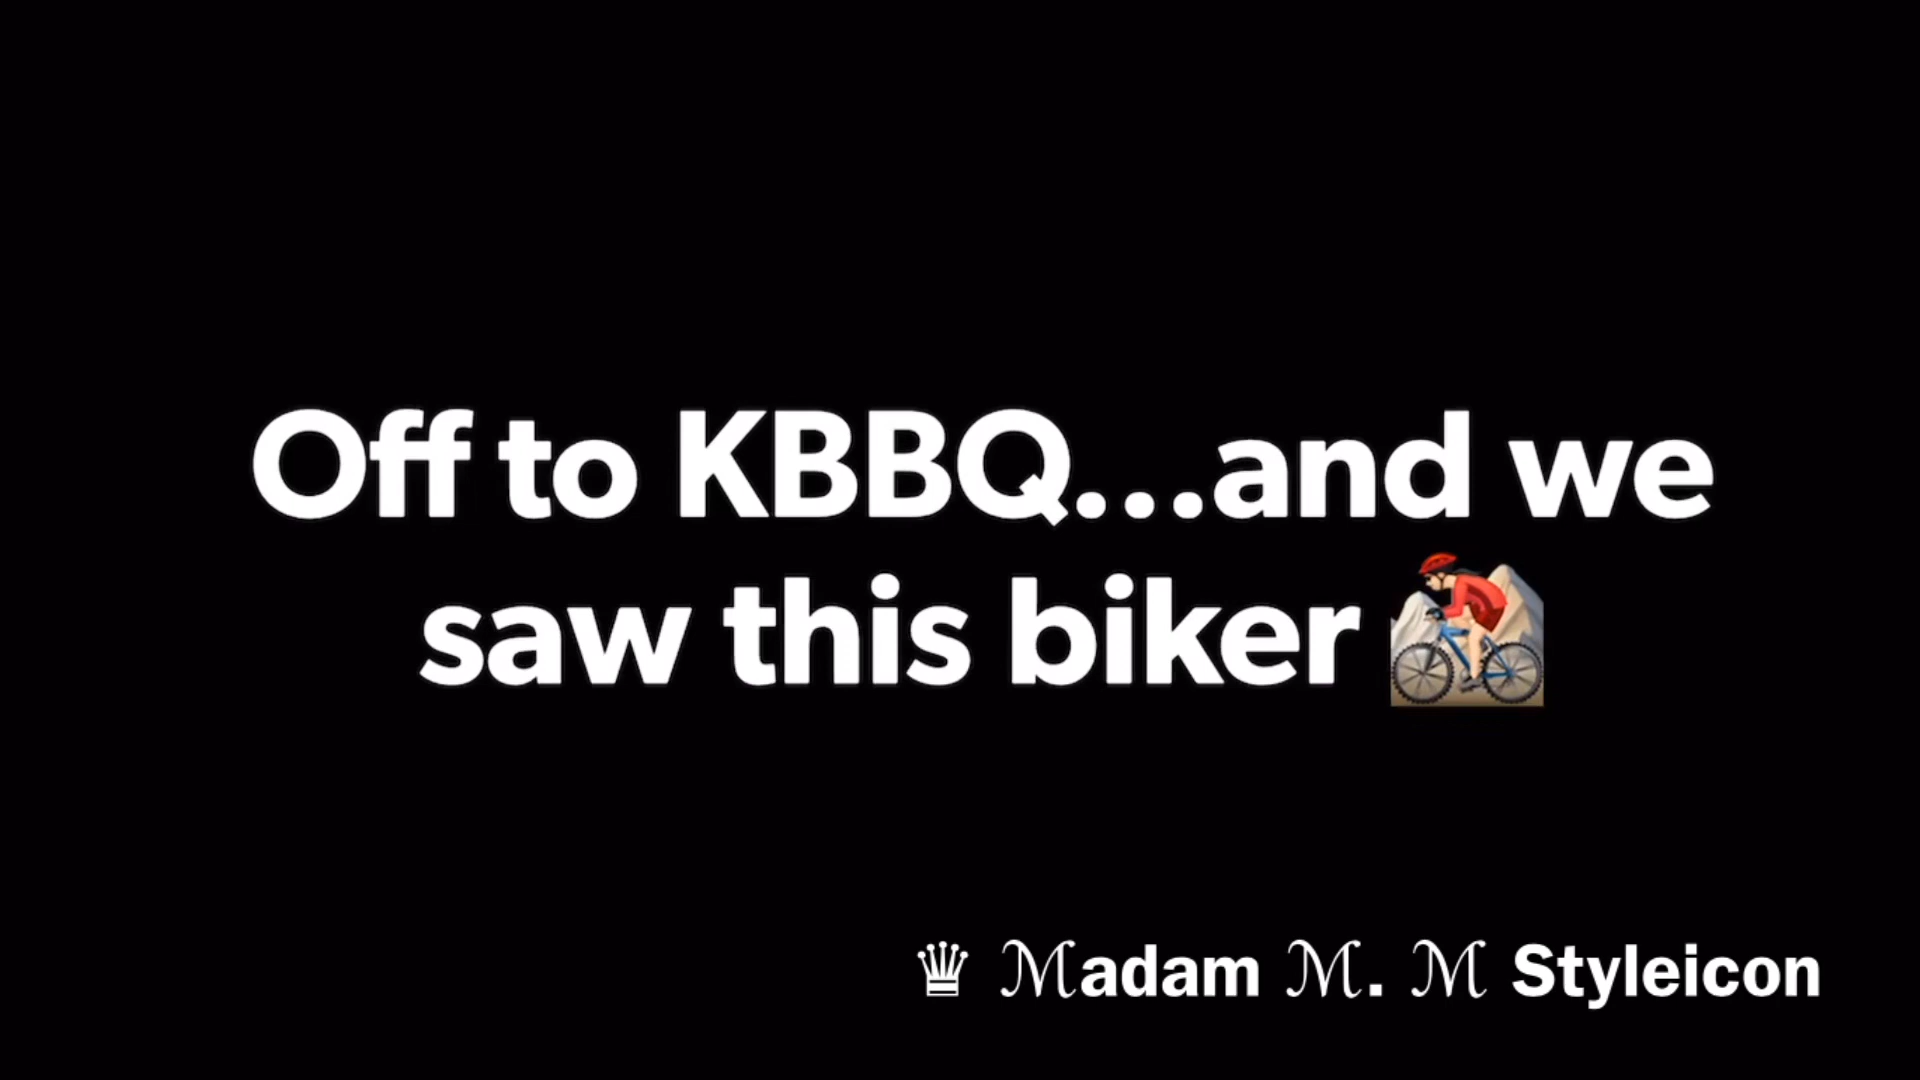 Off to KBBQ...and we
saw this biker 🚵🏻‍♀️
♛ ℳadam ℳ. ℳ Styleicon